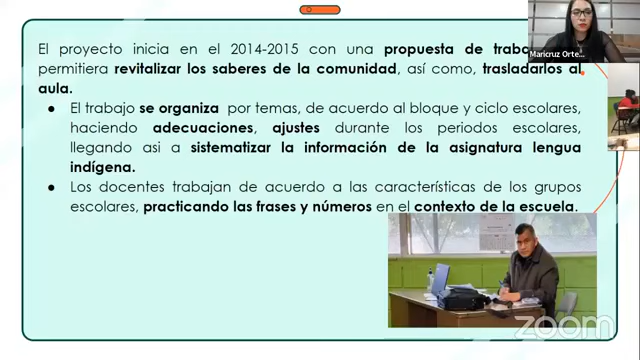 El proyecto inicia en el 2014-2015 con una propuesta de
permitiera revitalizar los saberes de la comunidad, así como, trasladarlos al
aula.
● El trabajo se organiza por temas, de acuerdo al bloque y ciclo escolares,
haciendo adecuaciones, ajustes durante los periodos escolares,
llegando asi a sistematizar la información de la asignatura lengua
indígena.
● Los docentes trabajan de acuerdo a las características de los grupos
escolares, practicando las frases y números en el contexto de la escuela.
Maricruz Orte...
zoom